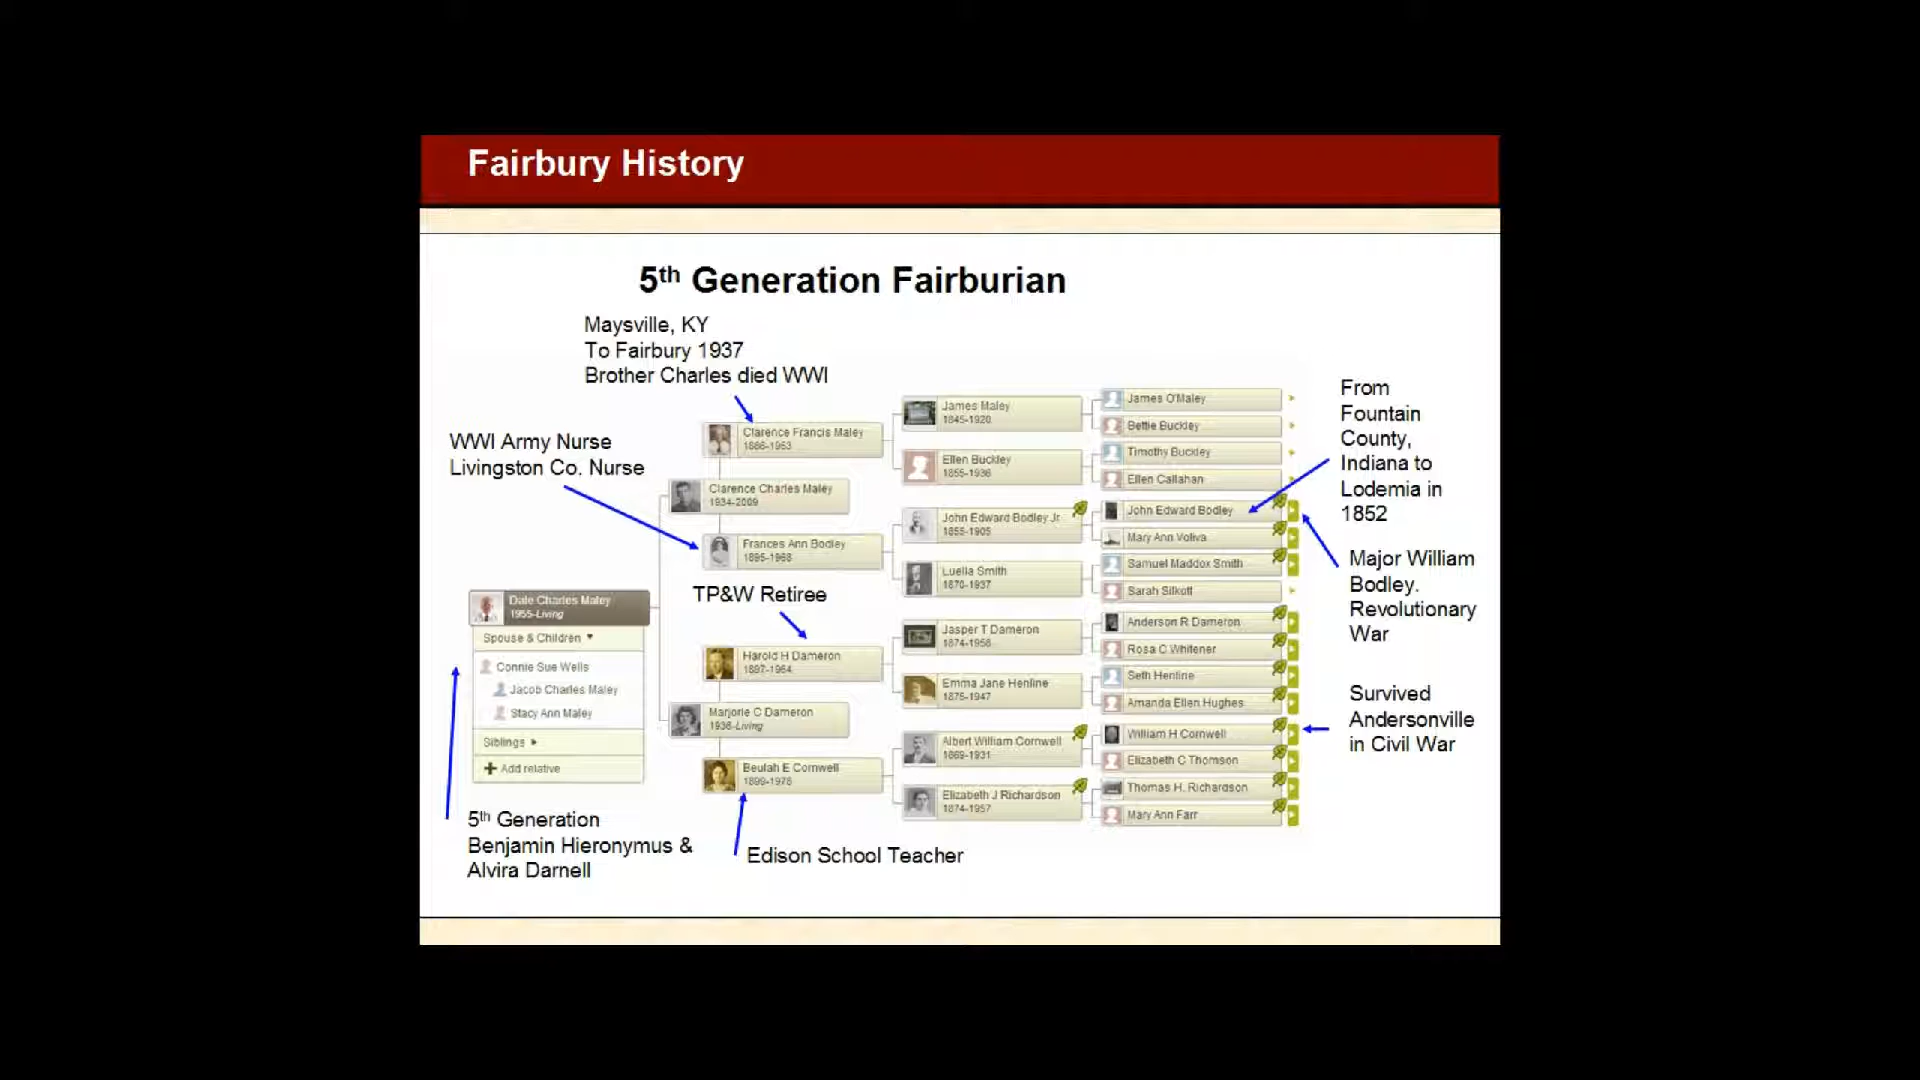 Fairbury History
5th Generation Fairburian
Maysville, KY
To Fairbury 1937
Brother Charles died WWI
WWI Army Nurse
Livingston Co. Nurse
TP&W Retiree
Edison School Teacher
5th Generation
Benjamin Hieronymus &
Alvira Darnell
From
Fountain
County,
Indiana to
Lodemia in
1852
Major William
Bodley.
Revolutionary
War
Survived
Andersonville
in Civil War
Dale Charles Maley
1955-Living
Spouse & Children
Connie Sue Wells
Jacob Charles Maley
Stacy Ann Maley
Siblings
Add relative
Clarence Francis Maley
1886-1953
Clarence Charles Maley
1934-2009
Frances Ann Bodley
1895-1968
Harold H Dameron
1897-1964
Marjorie C Dameron
1936-Living
Beulah E Cornwell
1899-1978
James Maley
1845-1920
Ellen Buckley
1855-1936
John Edward Bodley Jr
1855-1905
Luella Smith
1870-1937
Jasper T Dameron
1874-1956
Emma Jane Henline
1875-1947
Albert William Cornwell
1869-1931
Elizabeth J Richardson
1874-1957
James O'Maley
Bettie Buckley
Timothy Buckley
Ellen Callahan
John Edward Bodley
Mary Ann Voliva
Samuel Maddox Smith
Sarah Silkott
Anderson R Dameron
Rosa C Whitener
Seth Henline
Amanda Ellen Hughes
William H Cornwell
Elizabeth C Thomson
Thomas H. Richardson
Mary Ann Farr